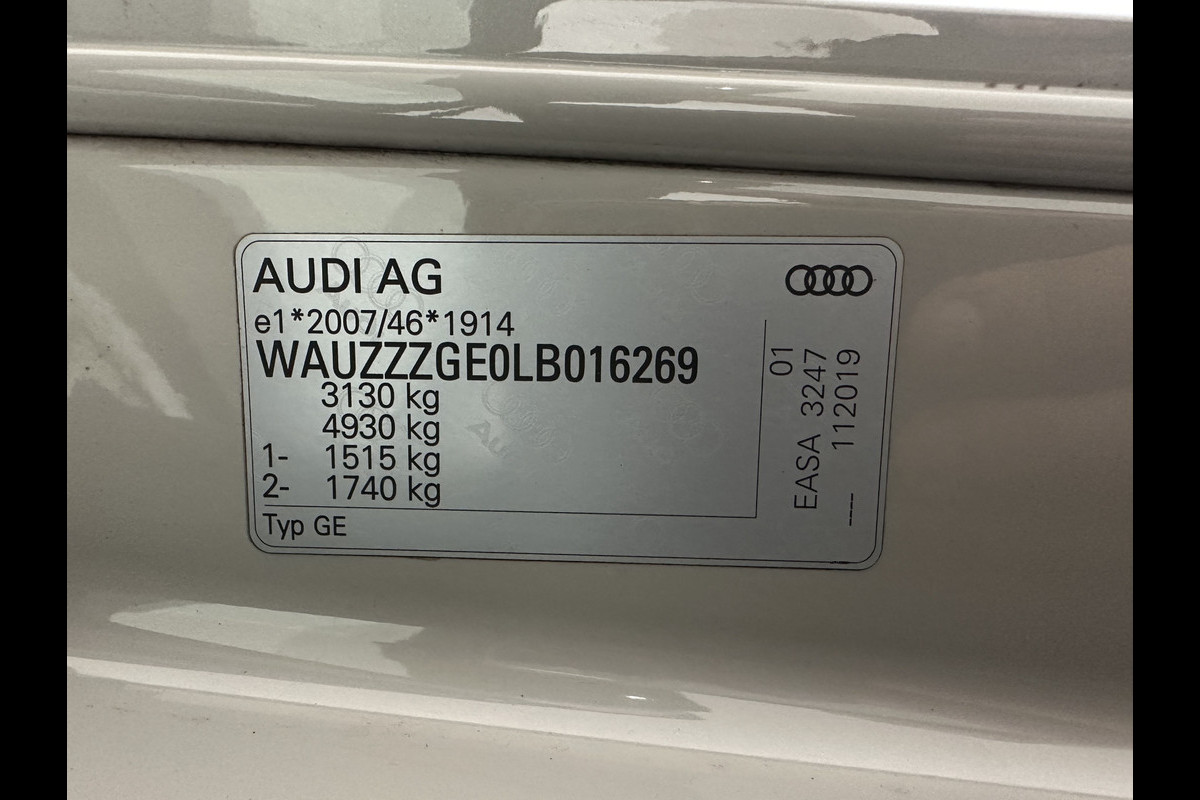 AUDI AG
e1*2007/46*1914
WAUZZZGE0LB016269
3130 kg
4930 kg
1- 1515 kg
2- 1740 kg
Typ GE
01
EASA 3247
---- 112019